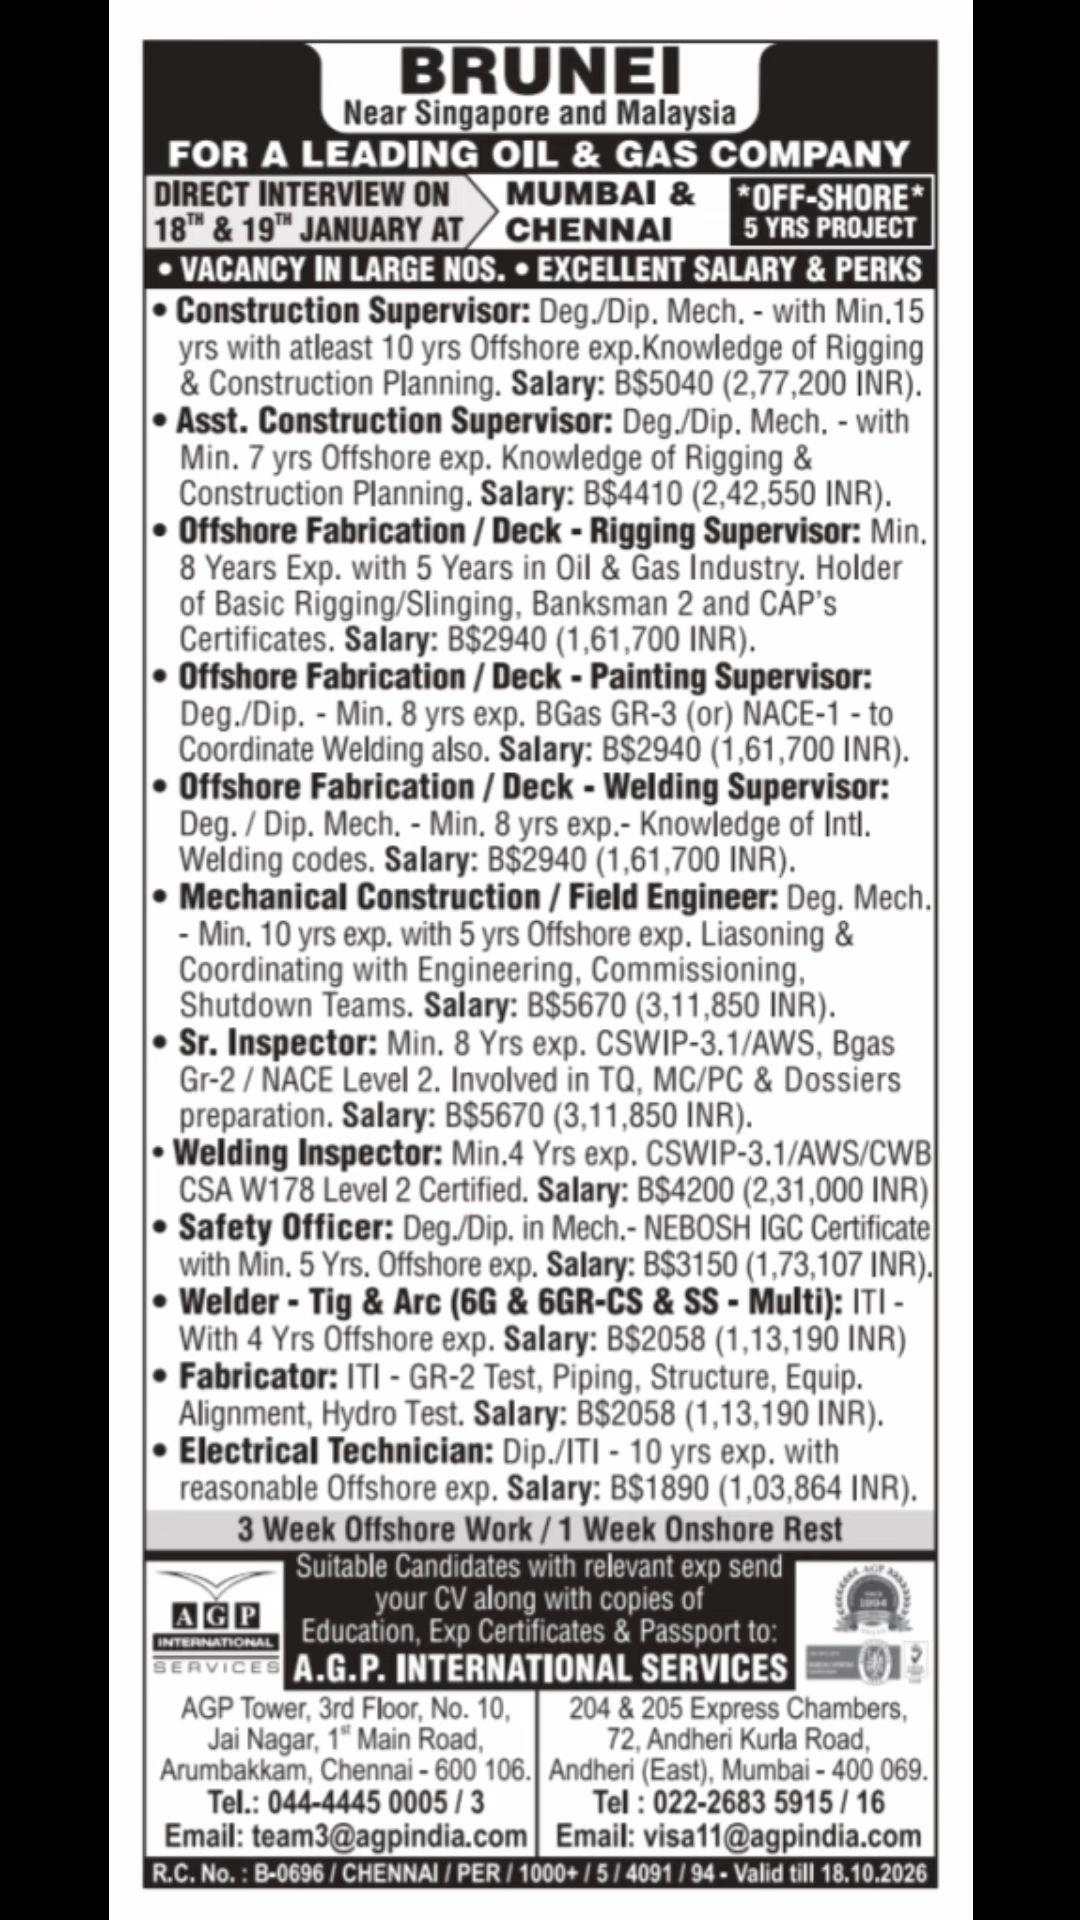 BRUNEI
Near Singapore and Malaysia
FOR A LEADING OIL & GAS COMPANY
DIRECT INTERVIEW ON
18TH & 19TH JANUARY AT
MUMBAI &
CHENNAI
*OFF-SHORE*
5 YRS PROJECT
• VACANCY IN LARGE NOS. • EXCELLENT SALARY & PERKS
• Construction Supervisor: Deg./Dip. Mech. - with Min.15
yrs with atleast 10 yrs Offshore exp.Knowledge of Rigging
& Construction Planning. Salary: B$5040 (2,77,200 INR).
• Asst. Construction Supervisor: Deg./Dip. Mech. - with
Min. 7 yrs Offshore exp. Knowledge of Rigging &
Construction Planning. Salary: B$4410 (2,42,550 INR).
• Offshore Fabrication / Deck - Rigging Supervisor: Min.
8 Years Exp. with 5 Years in Oil & Gas Industry. Holder
of Basic Rigging/Slinging, Banksman 2 and CAP's
Certificates. Salary: B$2940 (1,61,700 INR).
• Offshore Fabrication / Deck - Painting Supervisor:
Deg./Dip. - Min. 8 yrs exp. BGas GR-3 (or) NACE-1 - to
Coordinate Welding also. Salary: B$2940 (1,61,700 INR).
• Offshore Fabrication / Deck - Welding Supervisor:
Deg. / Dip. Mech. - Min. 8 yrs exp.- Knowledge of Intl.
Welding codes. Salary: B$2940 (1,61,700 INR).
• Mechanical Construction / Field Engineer: Deg. Mech.
- Min. 10 yrs exp. with 5 yrs Offshore exp. Liasoning &
Coordinating with Engineering, Commissioning,
Shutdown Teams. Salary: B$5670 (3,11,850 INR).
• Sr. Inspector: Min. 8 Yrs exp. CSWIP-3.1/AWS, Bgas
Gr-2 / NACE Level 2. Involved in TQ, MC/PC & Dossiers
preparation. Salary: B$5670 (3,11,850 INR).
• Welding Inspector: Min.4 Yrs exp. CSWIP-3.1/AWS/CWB
CSA W178 Level 2 Certified. Salary: B$4200 (2,31,000 INR)
• Safety Officer: Deg./Dip. in Mech.- NEBOSH IGC Certificate
with Min. 5 Yrs. Offshore exp. Salary: B$3150 (1,73,107 INR).
• Welder - Tig & Arc (6G & 6GR-CS & SS - Multi): ITI -
With 4 Yrs Offshore exp. Salary: B$2058 (1,13,190 INR)
• Fabricator: ITI - GR-2 Test, Piping, Structure, Equip.
Alignment, Hydro Test. Salary: B$2058 (1,13,190 INR).
• Electrical Technician: Dip./ITI - 10 yrs exp. with
reasonable Offshore exp. Salary: B$1890 (1,03,864 INR).
3 Week Offshore Work / 1 Week Onshore Rest
AGP
INTERNATIONAL
SERVICES
Suitable Candidates with relevant exp send
your CV along with copies of
Education, Exp Certificates & Passport to:
A.G.P. INTERNATIONAL SERVICES
AGP
SINCE
1994
AGP Tower, 3rd Floor, No. 10,
Jai Nagar, 1st Main Road,
Arumbakkam, Chennai - 600 106.
Tel.: 044-4445 0005 / 3
Email: team3@agpindia.com
204 & 205 Express Chambers,
72, Andheri Kurla Road,
Andheri (East), Mumbai - 400 069.
Tel : 022-2683 5915 / 16
Email: visa11@agpindia.com
R.C. No. : B-0696 / CHENNAI / PER / 1000+ / 5 / 4091 / 94 - Valid till 18.10.2026